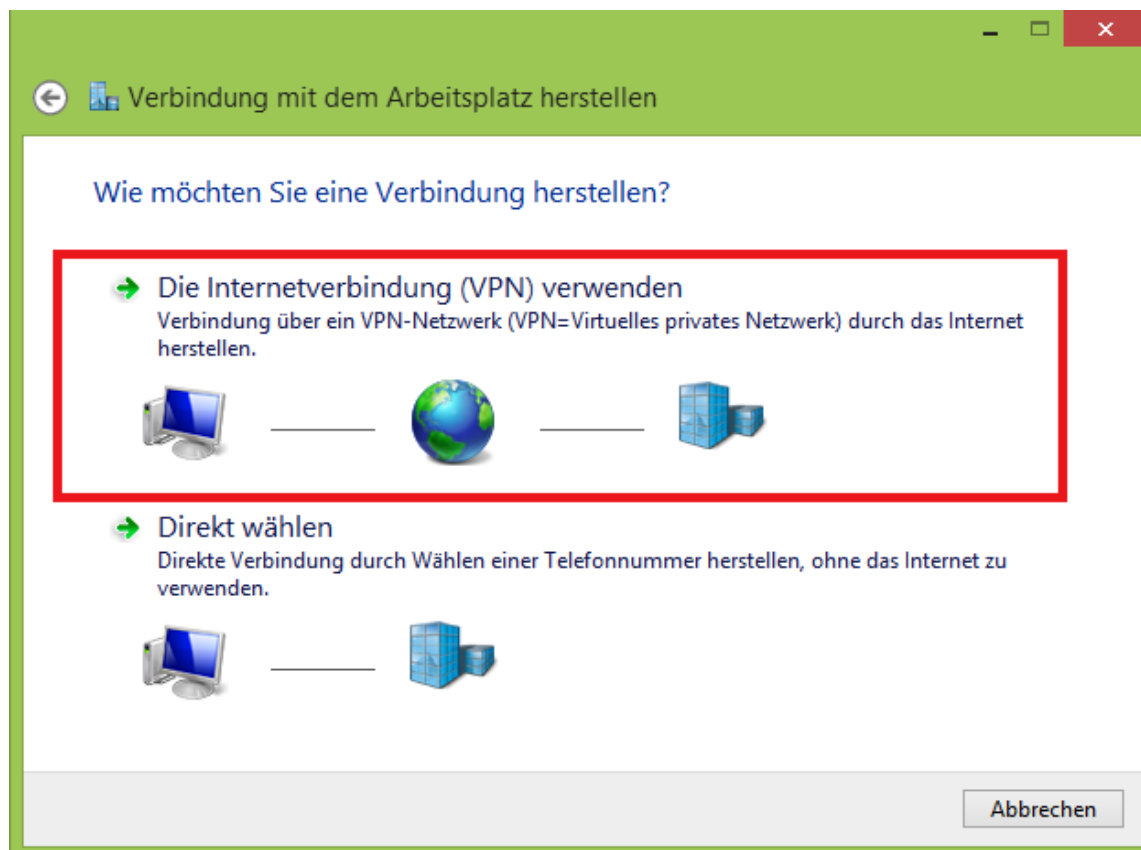 Verbindung mit dem Arbeitsplatz herstellen
Wie möchten Sie eine Verbindung herstellen?
Die Internetverbindung (VPN) verwenden
Verbindung über ein VPN-Netzwerk (VPN=Virtuelles privates Netzwerk) durch das Internet
herstellen.
Direkt wählen
Direkte Verbindung durch Wählen einer Telefonnummer herstellen, ohne das Internet zu
verwenden.
Abbrechen